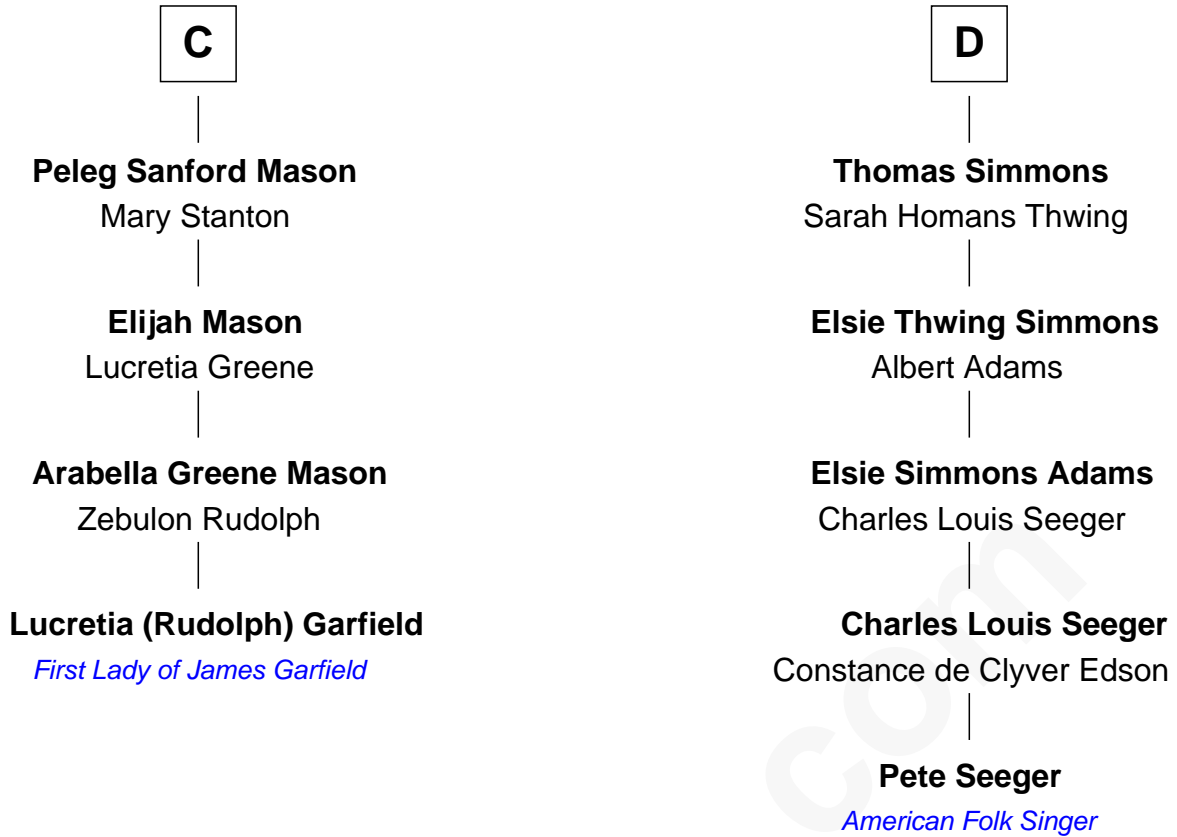 C
Peleg Sanford Mason
Mary Stanton
Elijah Mason
Lucretia Greene
Arabella Greene Mason
Zebulon Rudolph
Lucretia (Rudolph) Garfield
First Lady of James Garfield
D
Thomas Simmons
Sarah Homans Thwing
Elsie Thwing Simmons
Albert Adams
Elsie Simmons Adams
Charles Louis Seeger
Charles Louis Seeger
Constance de Clyver Edson
Pete Seeger
American Folk Singer
com